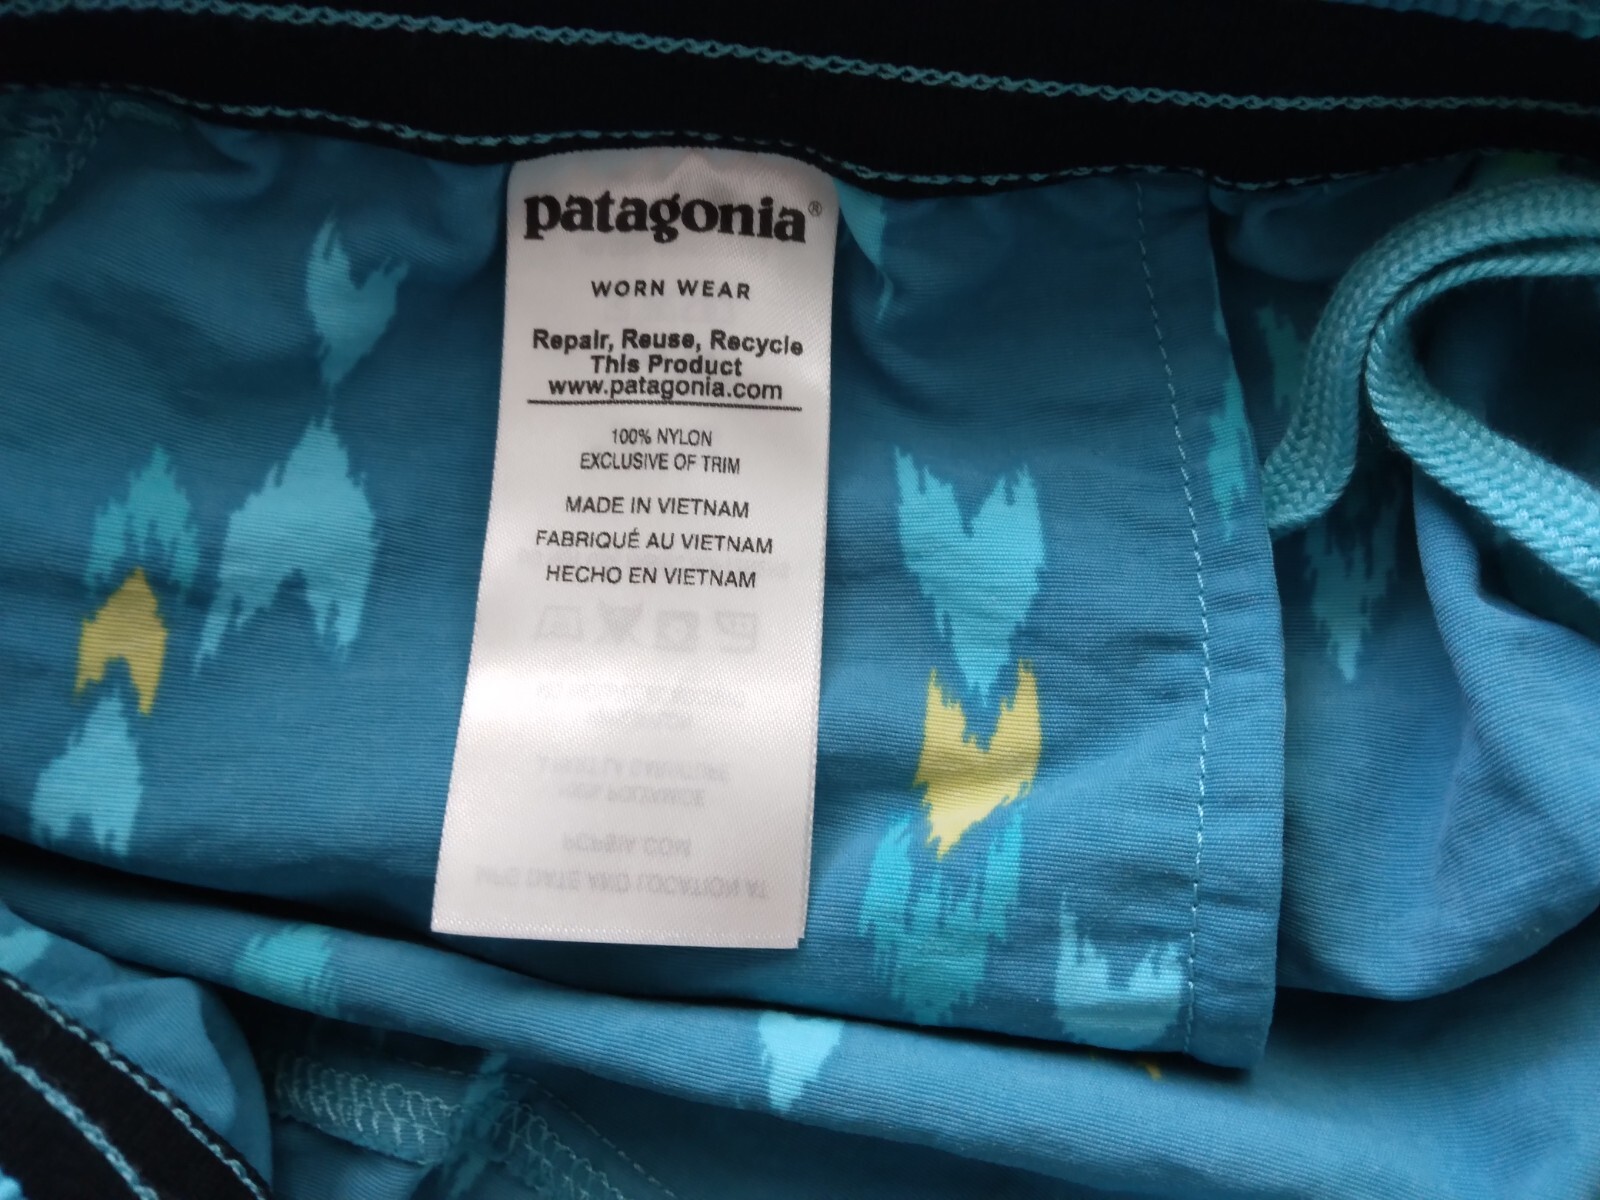 patagonia®
WORN WEAR
Repair, Reuse, Recycle
This Product
www.patagonia.com
100% NYLON
EXCLUSIVE OF TRIM
MADE IN VIETNAM
FABRIQUÉ AU VIETNAM
HECHO EN VIETNAM